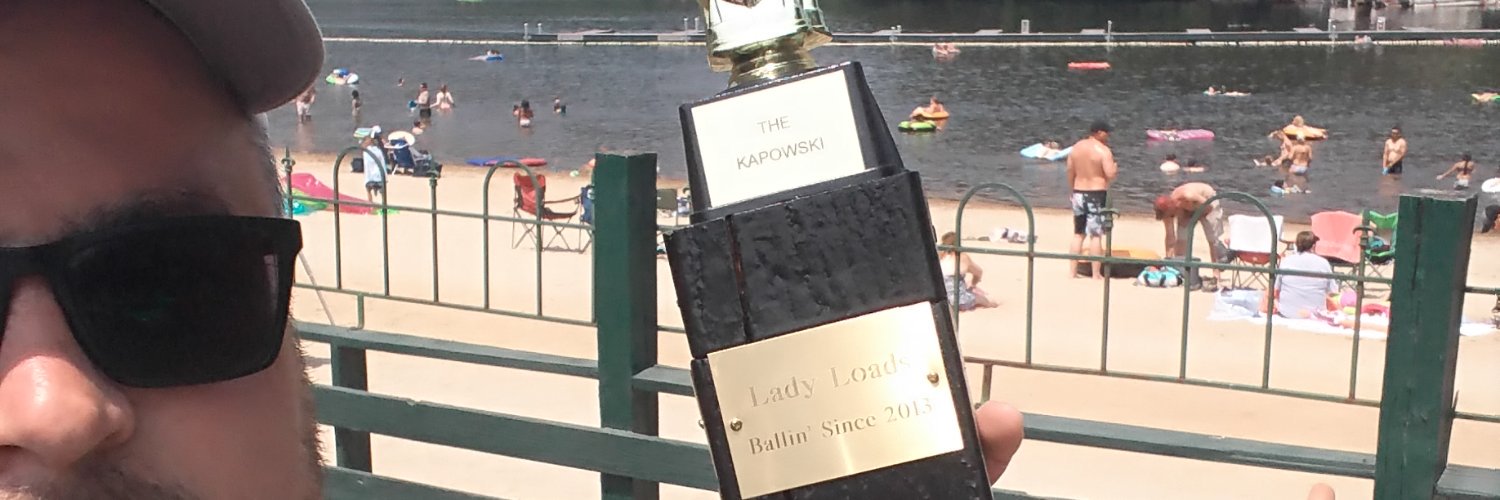 THE
KAPOWSKI
Lady Loads
Ballin' Since 2013